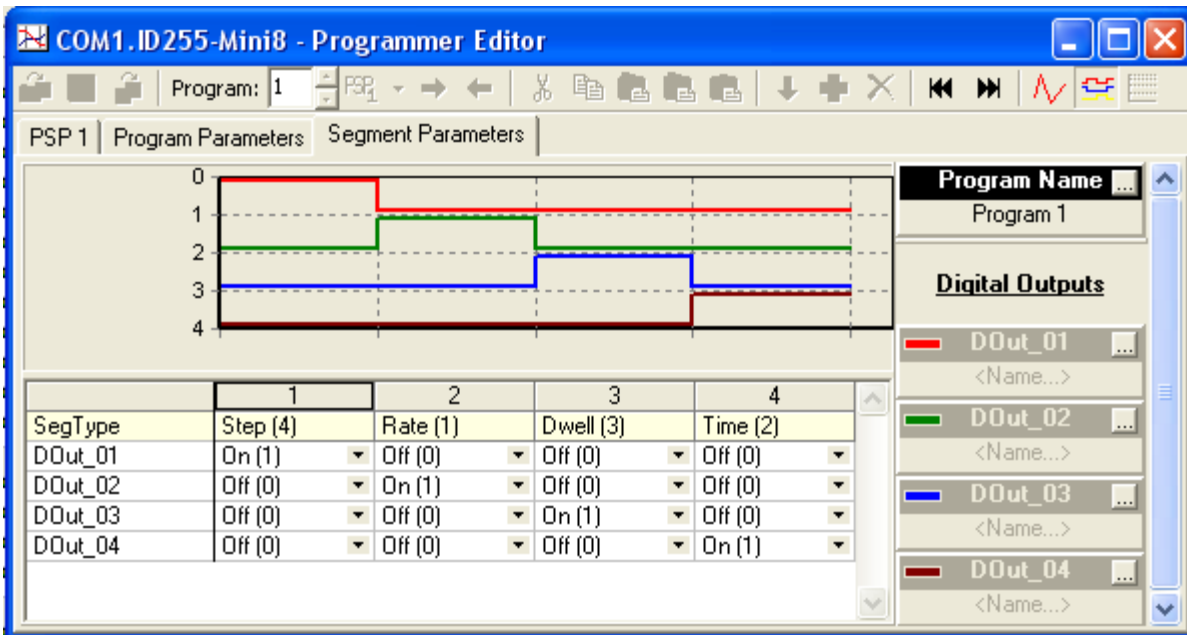 COM1.ID255-Mini8 - Programmer Editor
Program: 1 PSP1
PSP 1 Program Parameters Segment Parameters
0
1
2
3
4
Program Name ...
Program 1
Digital Outputs
DOut_01 ...
<Name...>
DOut_02 ...
<Name...>
DOut_03 ...
<Name...>
DOut_04 ...
<Name...>
1 2 3 4
SegType Step (4) Rate (1) Dwell (3) Time (2)
DOut_01 On (1) Off (0) Off (0) Off (0)
DOut_02 Off (0) On (1) Off (0) Off (0)
DOut_03 Off (0) Off (0) On (1) Off (0)
DOut_04 Off (0) Off (0) Off (0) On (1)